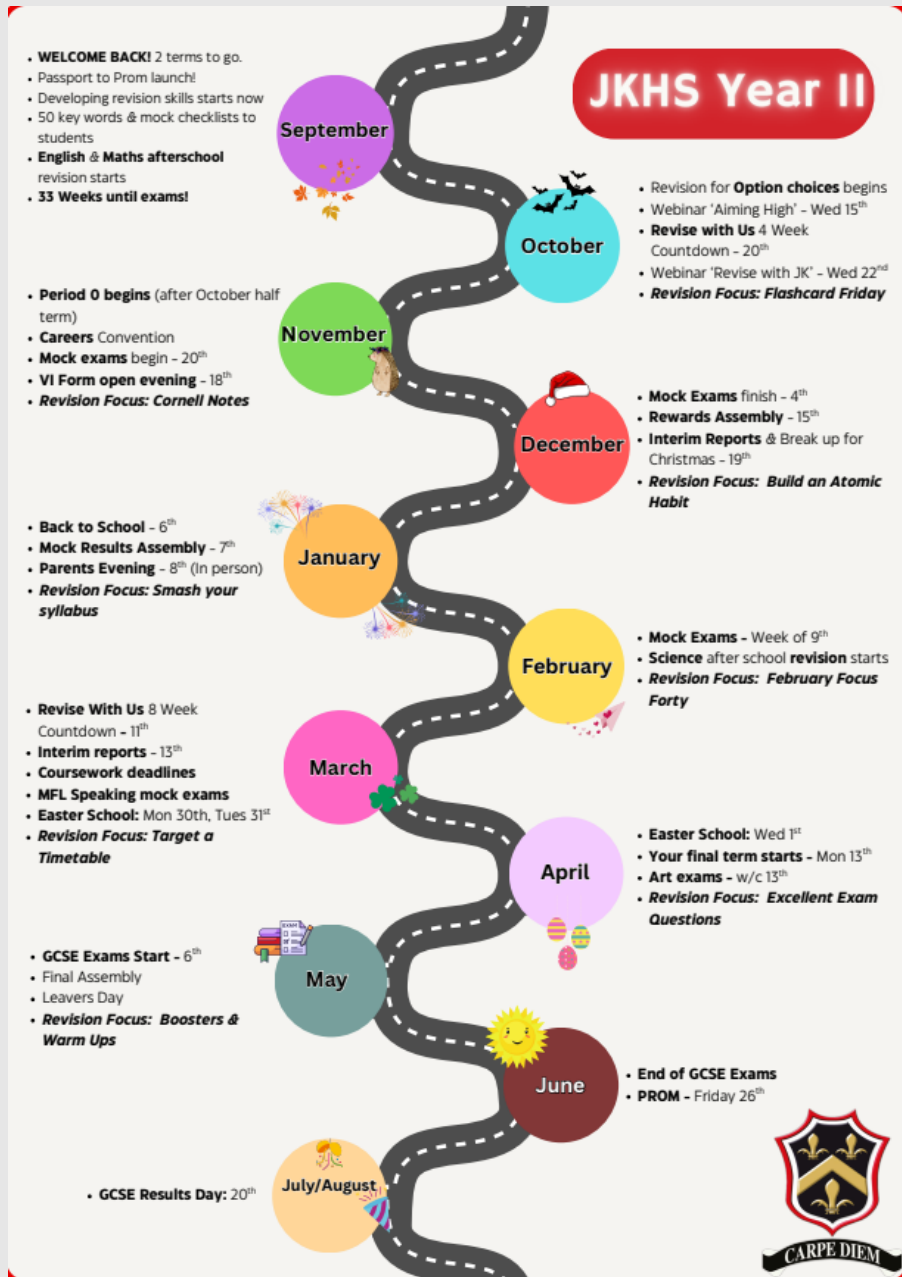 JKHS Year II
• WELCOME BACK! 2 terms to go.
• Passport to Prom launch!
• Developing revision skills starts now
• 50 key words & mock checklists to
students
• English & Maths afterschool
revision starts
• 33 Weeks until exams!
September
October
• Revision for Option choices begins
• Webinar 'Aiming High' - Wed 15th
• Revise with Us 4 Week
Countdown - 20th
• Webinar 'Revise with JK' - Wed 22nd
• Revision Focus: Flashcard Friday
• Period 0 begins (after October half
term)
• Careers Convention
• Mock exams begin - 20th
• VI Form open evening - 18th
• Revision Focus: Cornell Notes
November
December
• Mock Exams finish - 4th
• Rewards Assembly - 15th
• Interim Reports & Break up for
Christmas - 19th
• Revision Focus: Build an Atomic
Habit
• Back to School - 6th
• Mock Results Assembly - 7th
• Parents Evening - 8th (In person)
• Revision Focus: Smash your
syllabus
January
February
• Mock Exams - Week of 9th
• Science after school revision starts
• Revision Focus: February Focus
Forty
• Revise With Us 8 Week
Countdown - 11th
• Interim reports - 13th
• Coursework deadlines
• MFL Speaking mock exams
• Easter School: Mon 30th, Tues 31st
• Revision Focus: Target a
Timetable
March
April
• Easter School: Wed 1st
• Your final term starts - Mon 13th
• Art exams - w/c 13th
• Revision Focus: Excellent Exam
Questions
• GCSE Exams Start - 6th
• Final Assembly
• Leavers Day
• Revision Focus: Boosters &
Warm Ups
EXAM
May
June
• End of GCSE Exams
• PROM - Friday 26th
• GCSE Results Day: 20th
July/August
CARPE DIEM